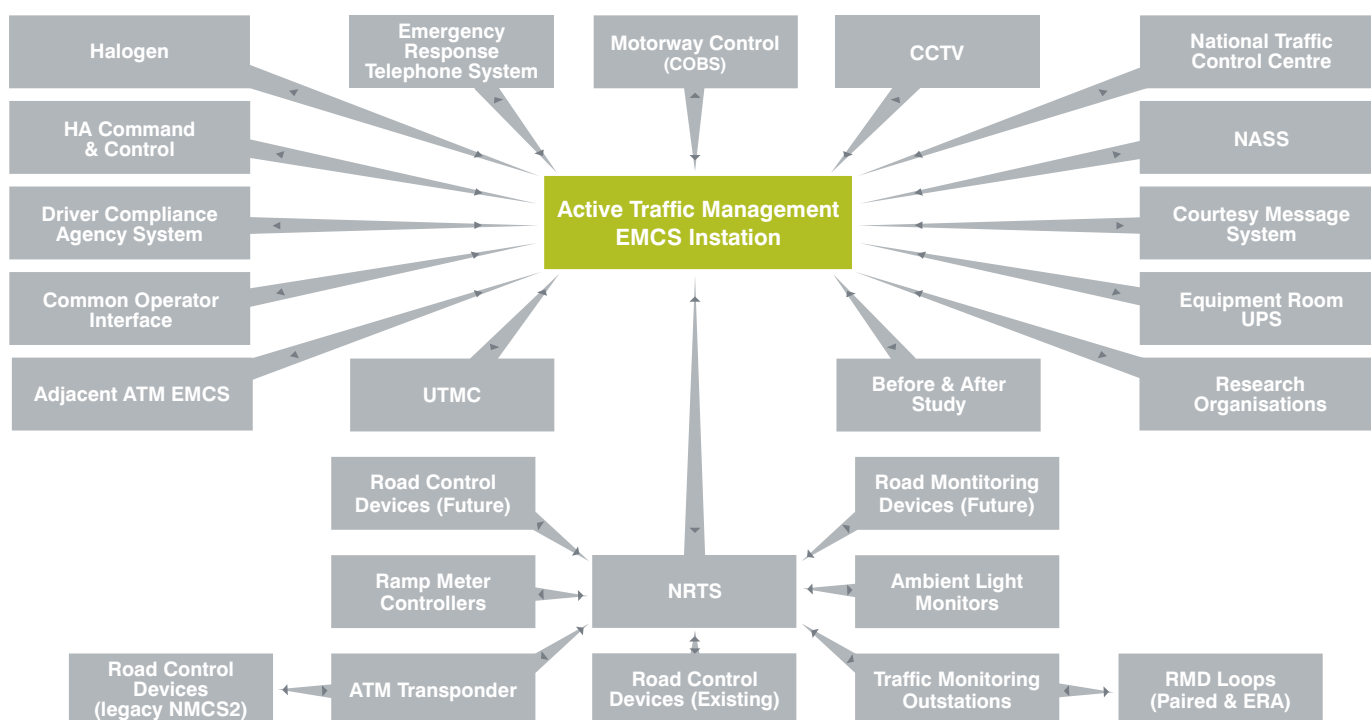 Halogen
Emergency
Response
Telephone System
Motorway Control
(COBS)
CCTV
National Traffic
Control Centre
HA Command
& Control
NASS
Driver Compliance
Agency System
Active Traffic Management
EMCS Instation
Courtesy Message
System
Common Operator
Interface
Equipment Room
UPS
Adjacent ATM EMCS
UTMC
Before & After
Study
Research
Organisations
Road Control
Devices (Future)
Road Montitoring
Devices (Future)
Ramp Meter
Controllers
NRTS
Ambient Light
Monitors
Road Control
Devices
(legacy NMCS2)
ATM Transponder
Road Control
Devices (Existing)
Traffic Monitoring
Outstations
RMD Loops
(Paired & ERA)